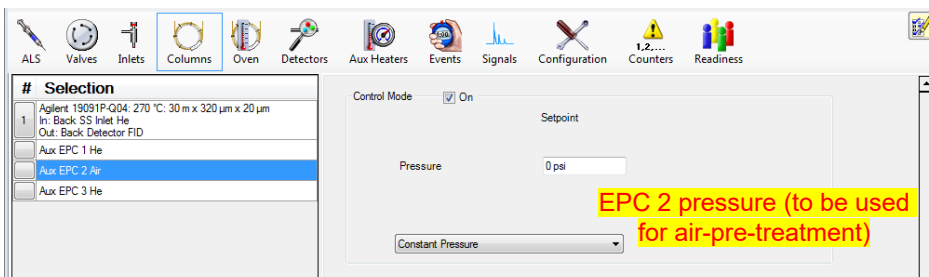 ALS Valves Inlets Columns Oven Detectors Aux Heaters Events Signals Configuration 1,2,... Counters Readiness
# Selection
1 Agilent 19091P-Q04: 270 °C: 30 m x 320 μm x 20 μm
In: Back SS Inlet He
Out: Back Detector FID
Aux EPC 1 He
Aux EPC 2 Air
Aux EPC 3 He
Control Mode On
Setpoint
Pressure 0 psi
EPC 2 pressure (to be used
for air-pre-treatment)
Constant Pressure